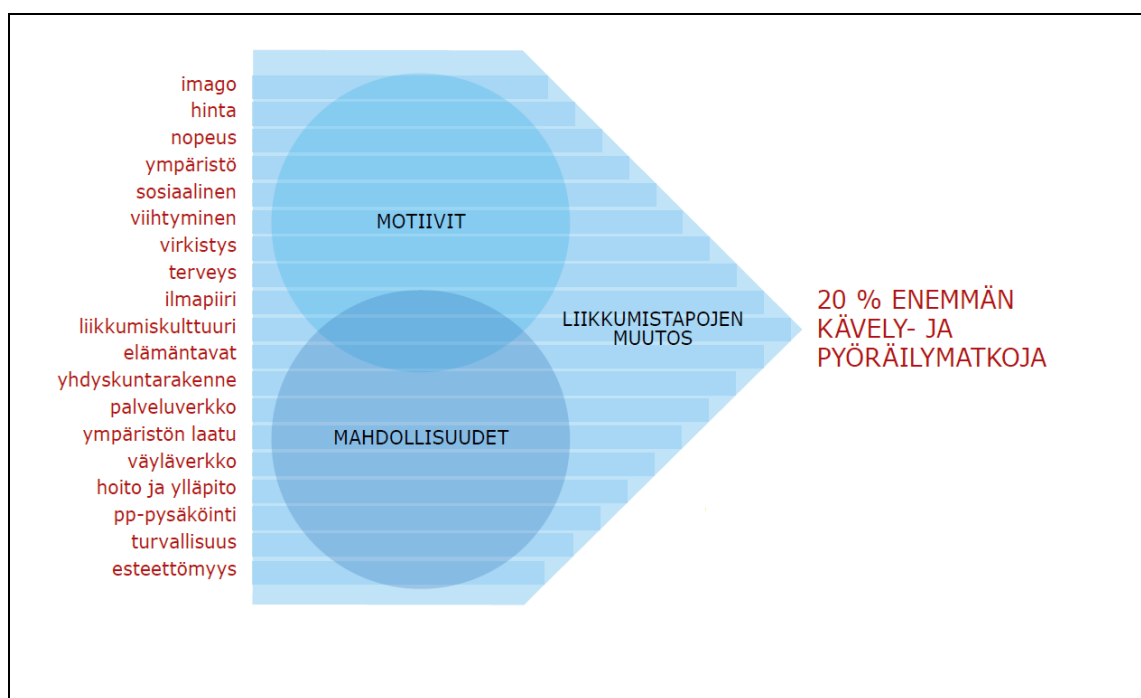 imago
hinta
nopeus
ympäristö
sosiaalinen
viihtyminen
virkistys
terveys
ilmapiiri
liikkumiskulttuuri
elämäntavat
yhdyskuntarakenne
palveluverkko
ympäristön laatu
väyläverkko
hoito ja ylläpito
pp-pysäköinti
turvallisuus
esteettömyys
MOTIIVIT
MAHDOLLISUUDET
LIIKKUMISTAPOJEN
MUUTOS
20 % ENEMMÄN
KÄVELY- JA
PYÖRÄILYMATKOJA